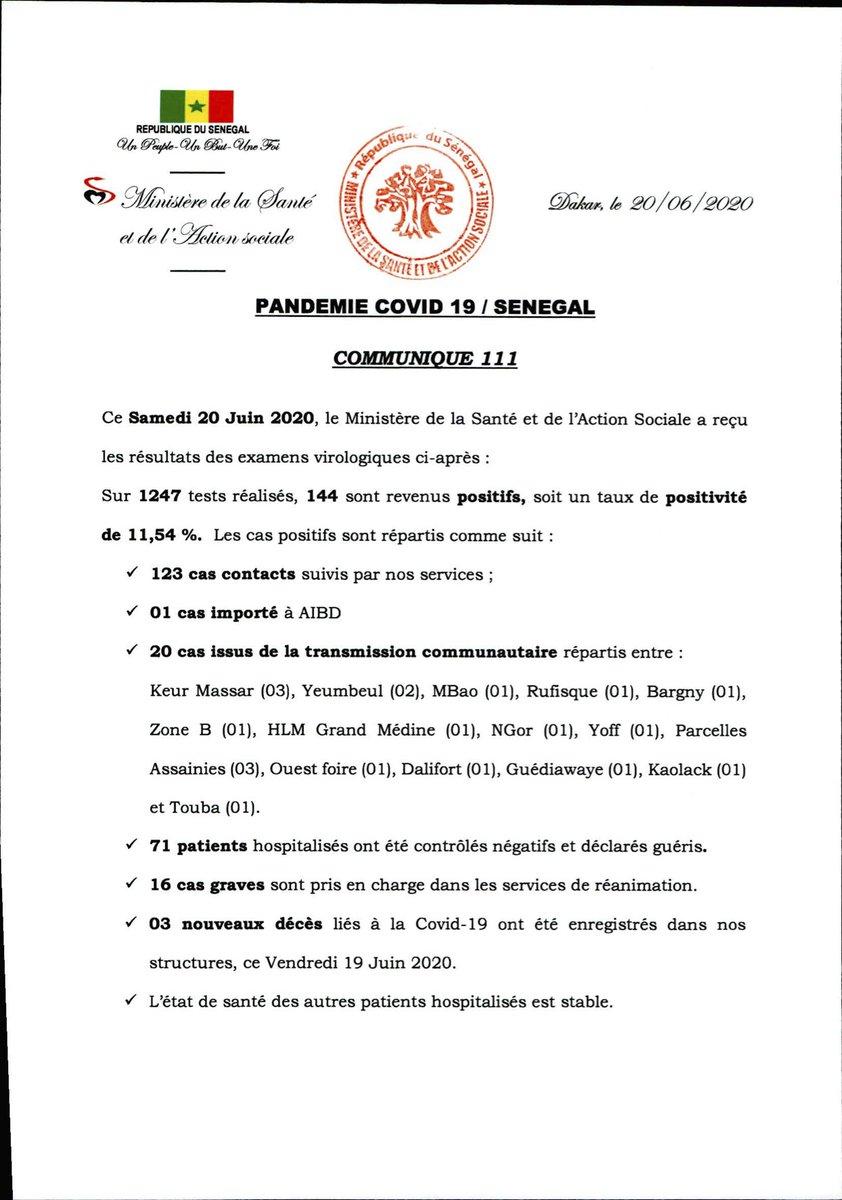 REPUBLIQUE DU SENEGAL
Un Peuple-Un But-Une Foi
Ministère de la Santé
et de l'Action sociale
République du Sénégal
MINISTÈRE DE LA SANTÉ ET DE L'ACTION SOCIALE
Dakar, le 20/06/2020
PANDEMIE COVID 19 / SENEGAL
COMMUNIQUE 111
Ce Samedi 20 Juin 2020, le Ministère de la Santé et de l'Action Sociale a reçu
les résultats des examens virologiques ci-après :
Sur 1247 tests réalisés, 144 sont revenus positifs, soit un taux de positivité
de 11,54 %. Les cas positifs sont répartis comme suit :
✓ 123 cas contacts suivis par nos services ;
✓ 01 cas importé à AIBD
✓ 20 cas issus de la transmission communautaire répartis entre :
Keur Massar (03), Yeumbeul (02), MBao (01), Rufisque (01), Bargny (01),
Zone B (01), HLM Grand Médine (01), NGor (01), Yoff (01), Parcelles
Assainies (03), Ouest foire (01), Dalifort (01), Guédiawaye (01), Kaolack (01)
et Touba (01).
✓ 71 patients hospitalisés ont été contrôlés négatifs et déclarés guéris.
✓ 16 cas graves sont pris en charge dans les services de réanimation.
✓ 03 nouveaux décès liés à la Covid-19 ont été enregistrés dans nos
structures, ce Vendredi 19 Juin 2020.
✓ L'état de santé des autres patients hospitalisés est stable.